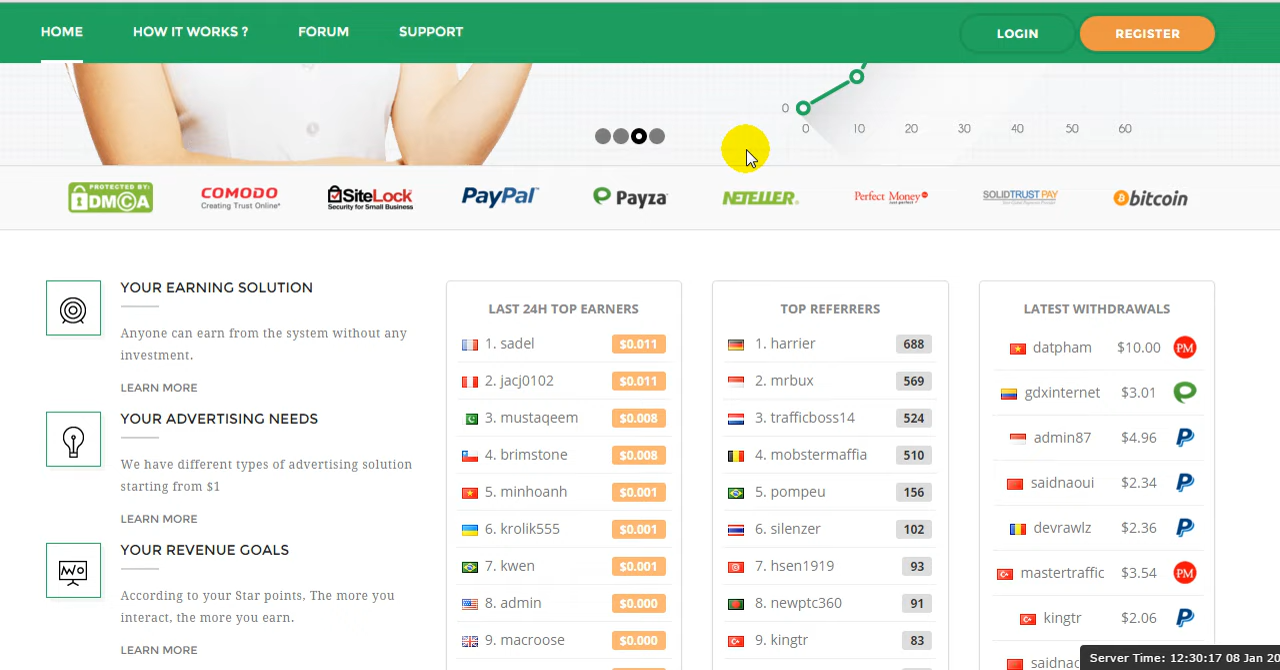 HOME
HOW IT WORKS ?
FORUM
SUPPORT
LOGIN
REGISTER
0
0 10 20 30 40 50 60
PROTECTED BY:
DMCA
COMODO
Creating Trust Online®
SiteLock
Security for Small Business
PayPal™
Payza
NETELLER®
Perfect Money
SOLIDTRUST PAY
bitcoin
YOUR EARNING SOLUTION
Anyone can earn from the system without any
investment.
LEARN MORE
YOUR ADVERTISING NEEDS
We have different types of advertising solution
starting from $1
LEARN MORE
YOUR REVENUE GOALS
According to your Star points, The more you
interact, the more you earn.
LEARN MORE
LAST 24H TOP EARNERS
1. sadel $0.011
2. jacj0102 $0.011
3. mustaqeem $0.008
4. brimstone $0.008
5. minhoanh $0.001
6. krolik555 $0.001
7. kwen $0.001
8. admin $0.000
9. macroose $0.000
TOP REFERRERS
1. harrier 688
2. mrbux 569
3. trafficboss14 524
4. mobstermaffia 510
5. pompeu 156
6. silenzer 102
7. hsen1919 93
8. newptc360 91
9. kingtr 83
LATEST WITHDRAWALS
datpham $10.00 PM
gdxinternet $3.01
admin87 $4.96
saidnaoui $2.34
devrawlz $2.36
mastertraffic $3.54 PM
kingtr $2.06
Server Time: 12:30:17 08 Jan 20